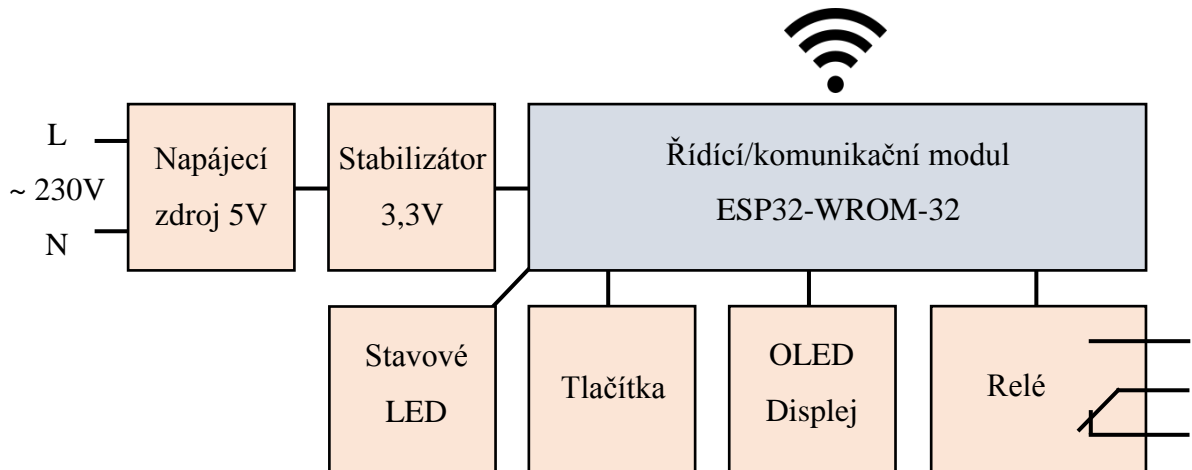 L
~ 230V
N
Napájecí
zdroj 5V
Stabilizátor
3,3V
Řídící/komunikační modul
ESP32-WROM-32
Stavové
LED
Tlačítka
OLED
Displej
Relé